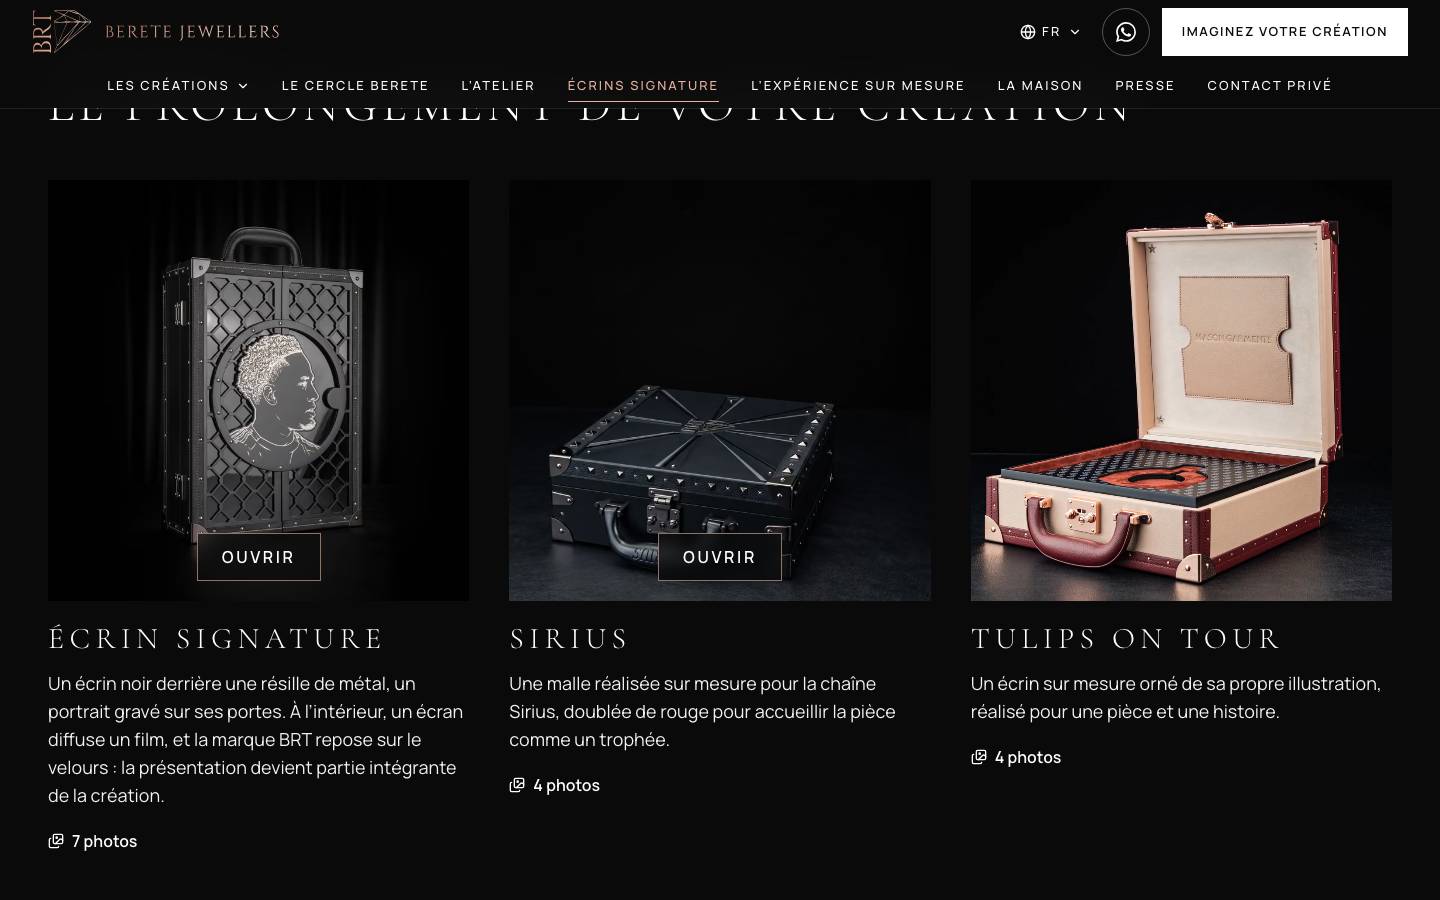 BRT
BERETE JEWELLERS
FR
IMAGINEZ VOTRE CRÉATION
LES CRÉATIONS
LE CERCLE BERETE
L’ATELIER
ÉCRINS SIGNATURE
L’EXPÉRIENCE SUR MESURE
LA MAISON
PRESSE
CONTACT PRIVÉ
LE PROLONGEMENT DE VOTRE CRÉATION
OUVRIR
OUVRIR
ÉCRIN SIGNATURE
Un écrin noir derrière une résille de métal, un
portrait gravé sur ses portes. À l’intérieur, un écran
diffuse un film, et la marque BRT repose sur le
velours : la présentation devient partie intégrante
de la création.
7 photos
SIRIUS
Une malle réalisée sur mesure pour la chaîne
Sirius, doublée de rouge pour accueillir la pièce
comme un trophée.
4 photos
TULIPS ON TOUR
Un écrin sur mesure orné de sa propre illustration,
réalisé pour une pièce et une histoire.
4 photos